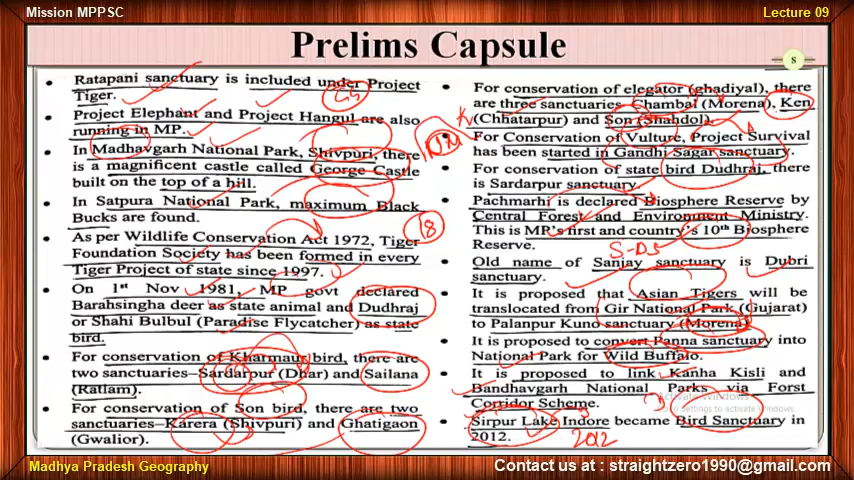 Mission MPPSC
Lecture 09
Prelims Capsule
8
Ratapani sanctuary is included under Project
Tiger.
Project Elephant and Project Hangul are also
running in MP.
In Madhavgarh National Park, Shivpuri, there
is a magnificent castle called George Castle
built on the top of a hill.
In Satpura National Park, maximum Black
Bucks are found.
As per Wildlife Conservation Act 1972, Tiger
Foundation Society has been formed in every
Tiger Project of state since 1997.
18
On 1st Nov 1981, MP govt declared
Barahsingha deer as state animal and Dudhraj
or Shahi Bulbul (Paradise Flycatcher) as state
bird.
For conservation of Kharmaur bird, there are
two sanctuaries–Sardarpur (Dhar) and Sailana
(Ratlam).
For conservation of Son bird, there are two
sanctuaries–Karera (Shivpuri) and Ghatigaon
(Gwalior).
For conservation of elegator (ghadiyal), there
are three sanctuaries Chambal (Morena), Ken
(Chhatarpur) and Son (Shahdol).
For Conservation of Vulture, Project Survival
has been started in Gandhi Sagar sanctuary.
For conservation of state bird Dudhraj, there
is Sardarpur sanctuary.
Pachmarhi is declared Biosphere Reserve by
Central Forest and Environment Ministry.
This is MP's first and country's 10th Biosphere
Reserve.
S-DS
Old name of Sanjay sanctuary is Dubri
sanctuary.
It is proposed that Asian Tigers will be
translocated from Gir National Park (Gujarat)
to Palanpur Kuno sanctuary (Morena).
It is proposed to convert Panna sanctuary into
National Park for Wild Buffalo.
It is proposed to link Kanha Kisli and
Bandhavgarh National Parks via Forst
Corridor Scheme.
Activate Windows
Go to settings to activate Windows
Sirpur Lake Indore became Bird Sanctuary in
2012.
2012
Madhya Pradesh Geography
Contact us at : straightzero1990@gmail.com